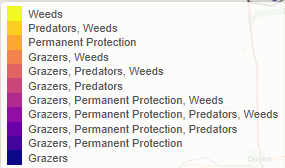 Weeds
Predators, Weeds
Permanent Protection
Grazers, Weeds
Grazers, Predators, Weeds
Grazers, Predators
Grazers, Permanent Protection, Weeds
Grazers, Permanent Protection, Predators, Weeds
Grazers, Permanent Protection, Predators
Grazers, Permanent Protection
Grazers
Ouyen